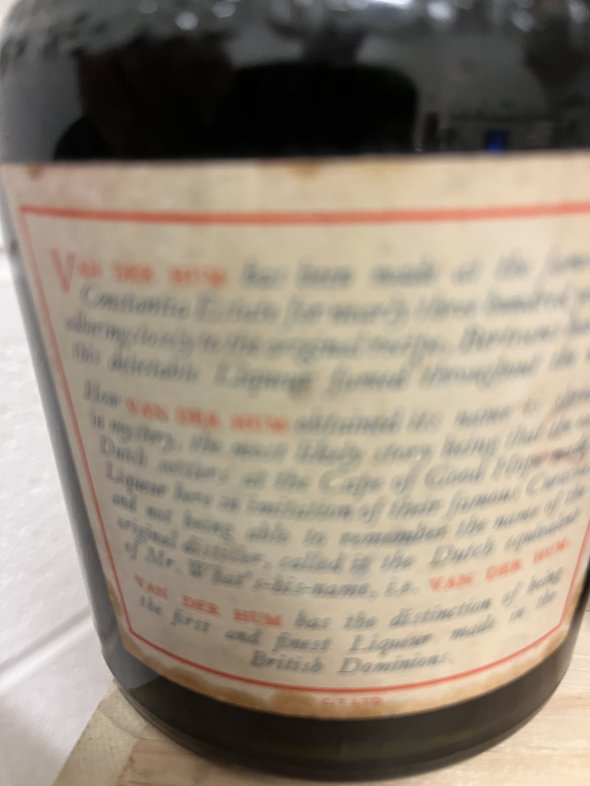 VAN DER HUM has been made at the
Constantia Estate for nearly three hundred
adhering closely to the original recipe. Bertrams
this delectable Liqueur famed throughout the
How VAN DER HUM obtained its name is
in mystery, the most likely story being that the
Dutch settlers at the Cape of Good Hope made
Liqueur here in imitation of their famous
and not being able to remember the name of the
original distiller, called it the Dutch equivalent
of Mr. What's-his-name, i.e. VAN DER HUM.
VAN DER HUM has the distinction of being
the first and finest Liqueur made in the
British Dominions.